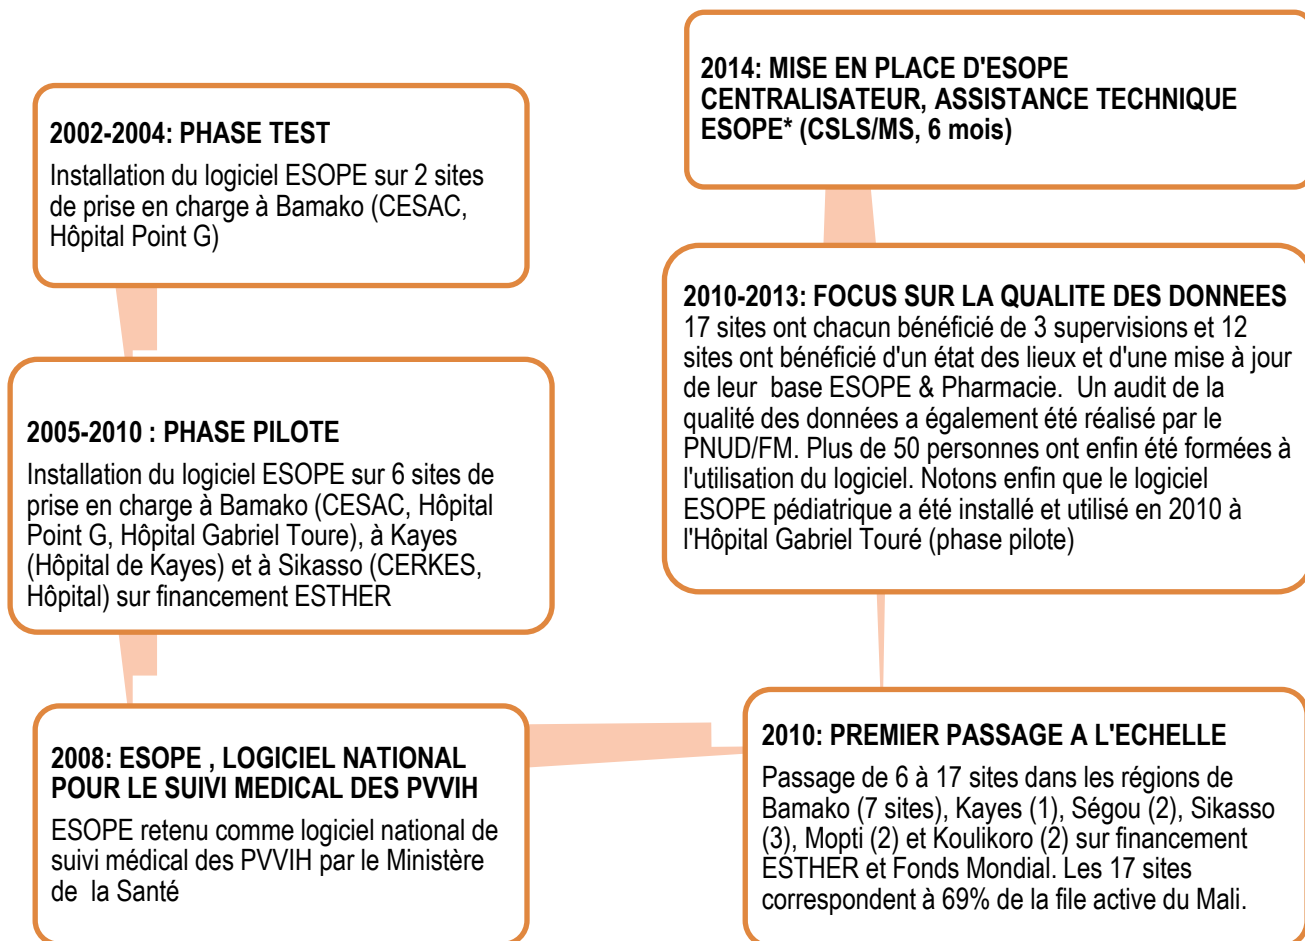 2002-2004: PHASE TEST
Installation du logiciel ESOPE sur 2 sites
de prise en charge à Bamako (CESAC,
Hôpital Point G)
2005-2010 : PHASE PILOTE
Installation du logiciel ESOPE sur 6 sites de
prise en charge à Bamako (CESAC, Hôpital
Point G, Hôpital Gabriel Toure), à Kayes
(Hôpital de Kayes) et à Sikasso (CERKES,
Hôpital) sur financement ESTHER
2008: ESOPE , LOGICIEL NATIONAL
POUR LE SUIVI MEDICAL DES PVVIH
ESOPE retenu comme logiciel national de
suivi médical des PVVIH par le Ministère
de la Santé
2010: PREMIER PASSAGE A L'ECHELLE
Passage de 6 à 17 sites dans les régions de
Bamako (7 sites), Kayes (1), Ségou (2), Sikasso
(3), Mopti (2) et Koulikoro (2) sur financement
ESTHER et Fonds Mondial. Les 17 sites
correspondent à 69% de la file active du Mali.
2010-2013: FOCUS SUR LA QUALITE DES DONNEES
17 sites ont chacun bénéficié de 3 supervisions et 12
sites ont bénéficié d'un état des lieux et d'une mise à jour
de leur base ESOPE & Pharmacie. Un audit de la
qualité des données a également été réalisé par le
PNUD/FM. Plus de 50 personnes ont enfin été formées à
l'utilisation du logiciel. Notons enfin que le logiciel
ESOPE pédiatrique a été installé et utilisé en 2010 à
l'Hôpital Gabriel Touré (phase pilote)
2014: MISE EN PLACE D'ESOPE
CENTRALISATEUR, ASSISTANCE TECHNIQUE
ESOPE* (CSLS/MS, 6 mois)